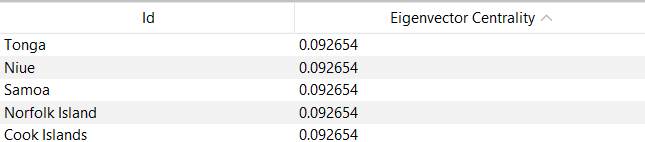 Id Eigenvector Centrality
Tonga 0.092654
Niue 0.092654
Samoa 0.092654
Norfolk Island 0.092654
Cook Islands 0.092654